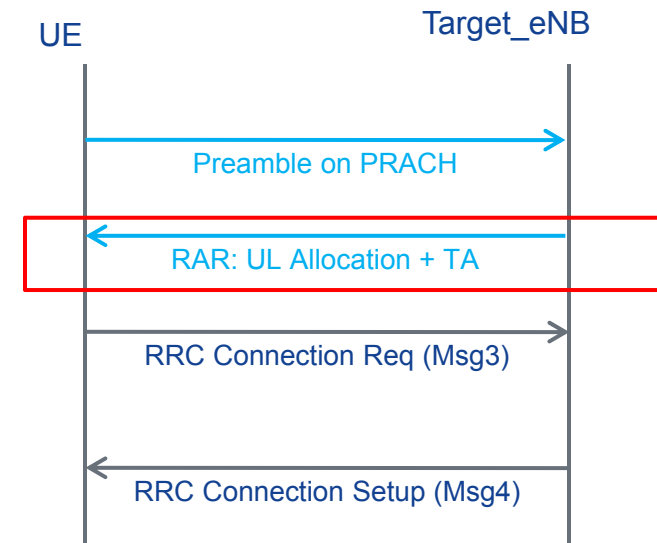 UE
Target_eNB
Preamble on PRACH
RAR: UL Allocation + TA
RRC Connection Req (Msg3)
RRC Connection Setup (Msg4)